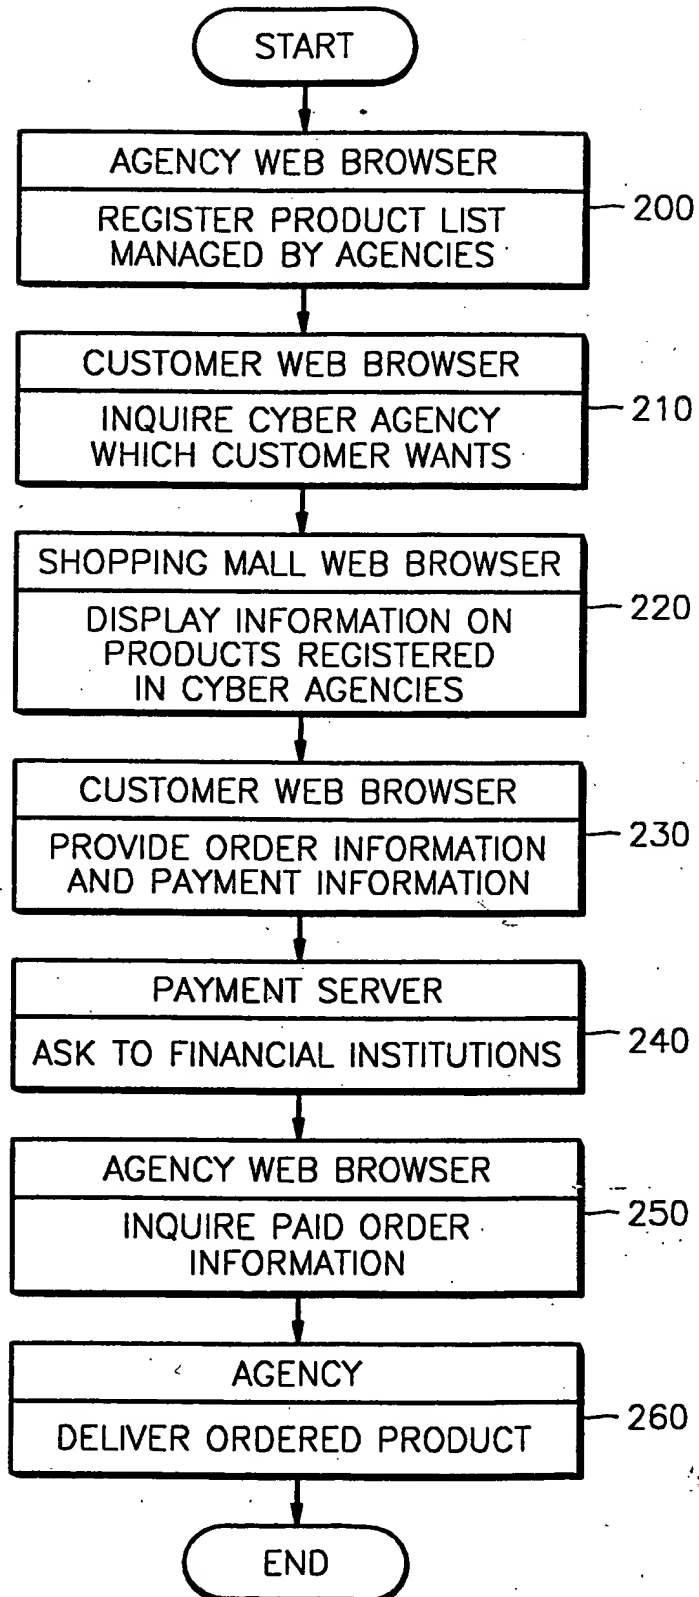 START
AGENCY WEB BROWSER
REGISTER PRODUCT LIST
MANAGED BY AGENCIES
200
CUSTOMER WEB BROWSER
INQUIRE CYBER AGENCY
WHICH CUSTOMER WANTS
210
SHOPPING MALL WEB BROWSER
DISPLAY INFORMATION ON
PRODUCTS REGISTERED
IN CYBER AGENCIES
220
CUSTOMER WEB BROWSER
PROVIDE ORDER INFORMATION
AND PAYMENT INFORMATION
230
PAYMENT SERVER
ASK TO FINANCIAL INSTITUTIONS
240
AGENCY WEB BROWSER
INQUIRE PAID ORDER
INFORMATION
250
AGENCY
DELIVER ORDERED PRODUCT
260
END